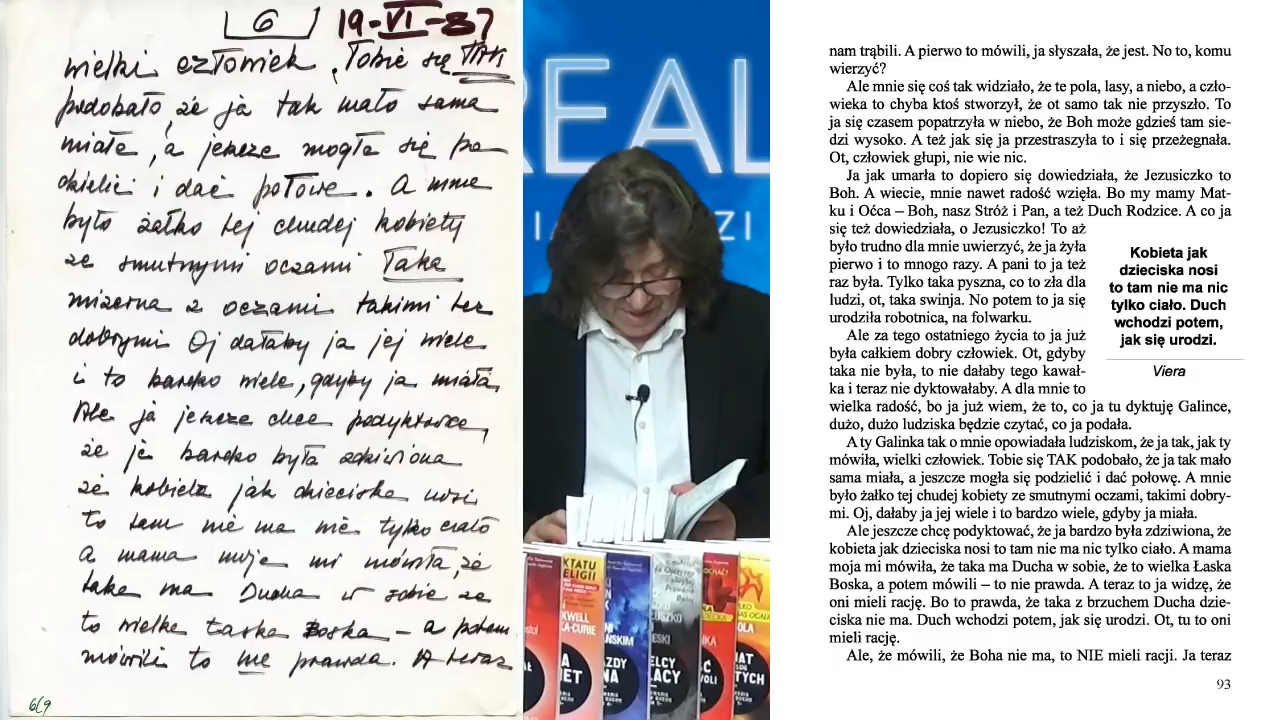 6 19-VI-87
wielki człowiek, Tobie się TAK
podobało, że ja tak mało sama
miała, a jeszcze mogła się po
dzielić i dać połowe. A mnie
było żałko tej chudej kobiety
ze smutnymi oczami Taka
mizerna z oczami takimi też
dobrymi Oj dałaby ja jej wiele
i to bardzo wiele, gdyby ja miała
Ale ja jeszcze chce podyktować,
że ja bardzo była zdziwiona
że kobieta jak dzieciska nosi
to tam nie ma nic tylko ciało
A mama moja mi mówiła, że
taka ma Ducha w sobie że
to wielka Łaska Boska – a potem
mówili to nie prawda. A teraz
6/9
REAL
KTATU
ELIGII
KWELL
KA-CURIE
nam trąbili. A pierwo to mówili, ja słyszała, że jest. No to, komu
wierzyć?
Ale mnie się coś tak widziało, że te pola, lasy, a niebo, a czło-
wieka to chyba ktoś stworzył, że ot samo tak nie przyszło. To
ja się czasem popatrzyła w niebo, że Boh może gdzieś tam sie-
dzi wysoko. A też jak się ja przestraszyła to i się przeżegnała.
Ot, człowiek głupi, nie wie nic.
Ja jak umarła to dopiero się dowiedziała, że Jezusiczko to
Boh. A wiecie, mnie nawet radość wzięła. Bo my mamy Mat-
ku i Oćca – Boh, nasz Stróż i Pan, a też Duch Rodzice. A co ja
się też dowiedziała, o Jezusiczko! To aż
było trudno dla mnie uwierzyć, że ja żyła
pierwo i to mnogo razy. A pani to ja też
raz była. Tylko taka pyszna, co to zła dla
ludzi, ot, taka swinja. No potem to ja się
urodziła robotnica, na folwarku.
Ale za tego ostatniego życia to ja już
była całkiem dobry człowiek. Ot, gdyby
taka nie była, to nie dałaby tego kawał-
ka i teraz nie dyktowałaby. A dla mnie to
wielka radość, bo ja już wiem, że to, co ja tu dyktuję Galince,
dużo, dużo ludziska będzie czytać, co ja podała.
A ty Galinka tak o mnie opowiadała ludziskom, że ja tak, jak ty
mówiła, wielki człowiek. Tobie się TAK podobało, że ja tak mało
sama miała, a jeszcze mogła się podzielić i dać połowę. A mnie
było żałko tej chudej kobiety ze smutnymi oczami, takimi dobry-
mi. Oj, dałaby ja jej wiele i to bardzo wiele, gdyby ja miała.
Ale jeszcze chcę podyktować, że ja bardzo była zdziwiona, że
kobieta jak dzieciska nosi to tam nie ma nic tylko ciało. A mama
moja mi mówiła, że taka ma Ducha w sobie, że to wielka Łaska
Boska, a potem mówili – to nie prawda. A teraz to ja widzę, że
oni mieli rację. Bo to prawda, że taka z brzuchem Ducha dzie-
ciska nie ma. Duch wchodzi potem, jak się urodzi. Ot, tu to oni
mieli rację.
Ale, że mówili, że Boha nie ma, to NIE mieli racji. Ja teraz
Kobieta jak
dzieciska nosi
to tam nie ma nic
tylko ciało. Duch
wchodzi potem,
jak się urodzi.
Viera
93